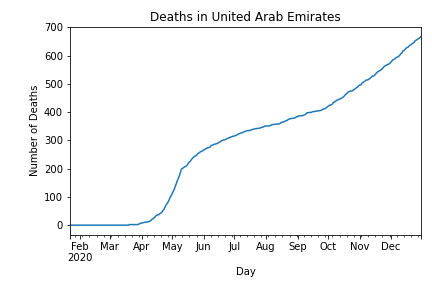 Deaths in United Arab Emirates
700
600
500
400
300
200
100
0
Number of Deaths
Feb Mar Apr May Jun Jul Aug Sep Oct Nov Dec
2020
Day